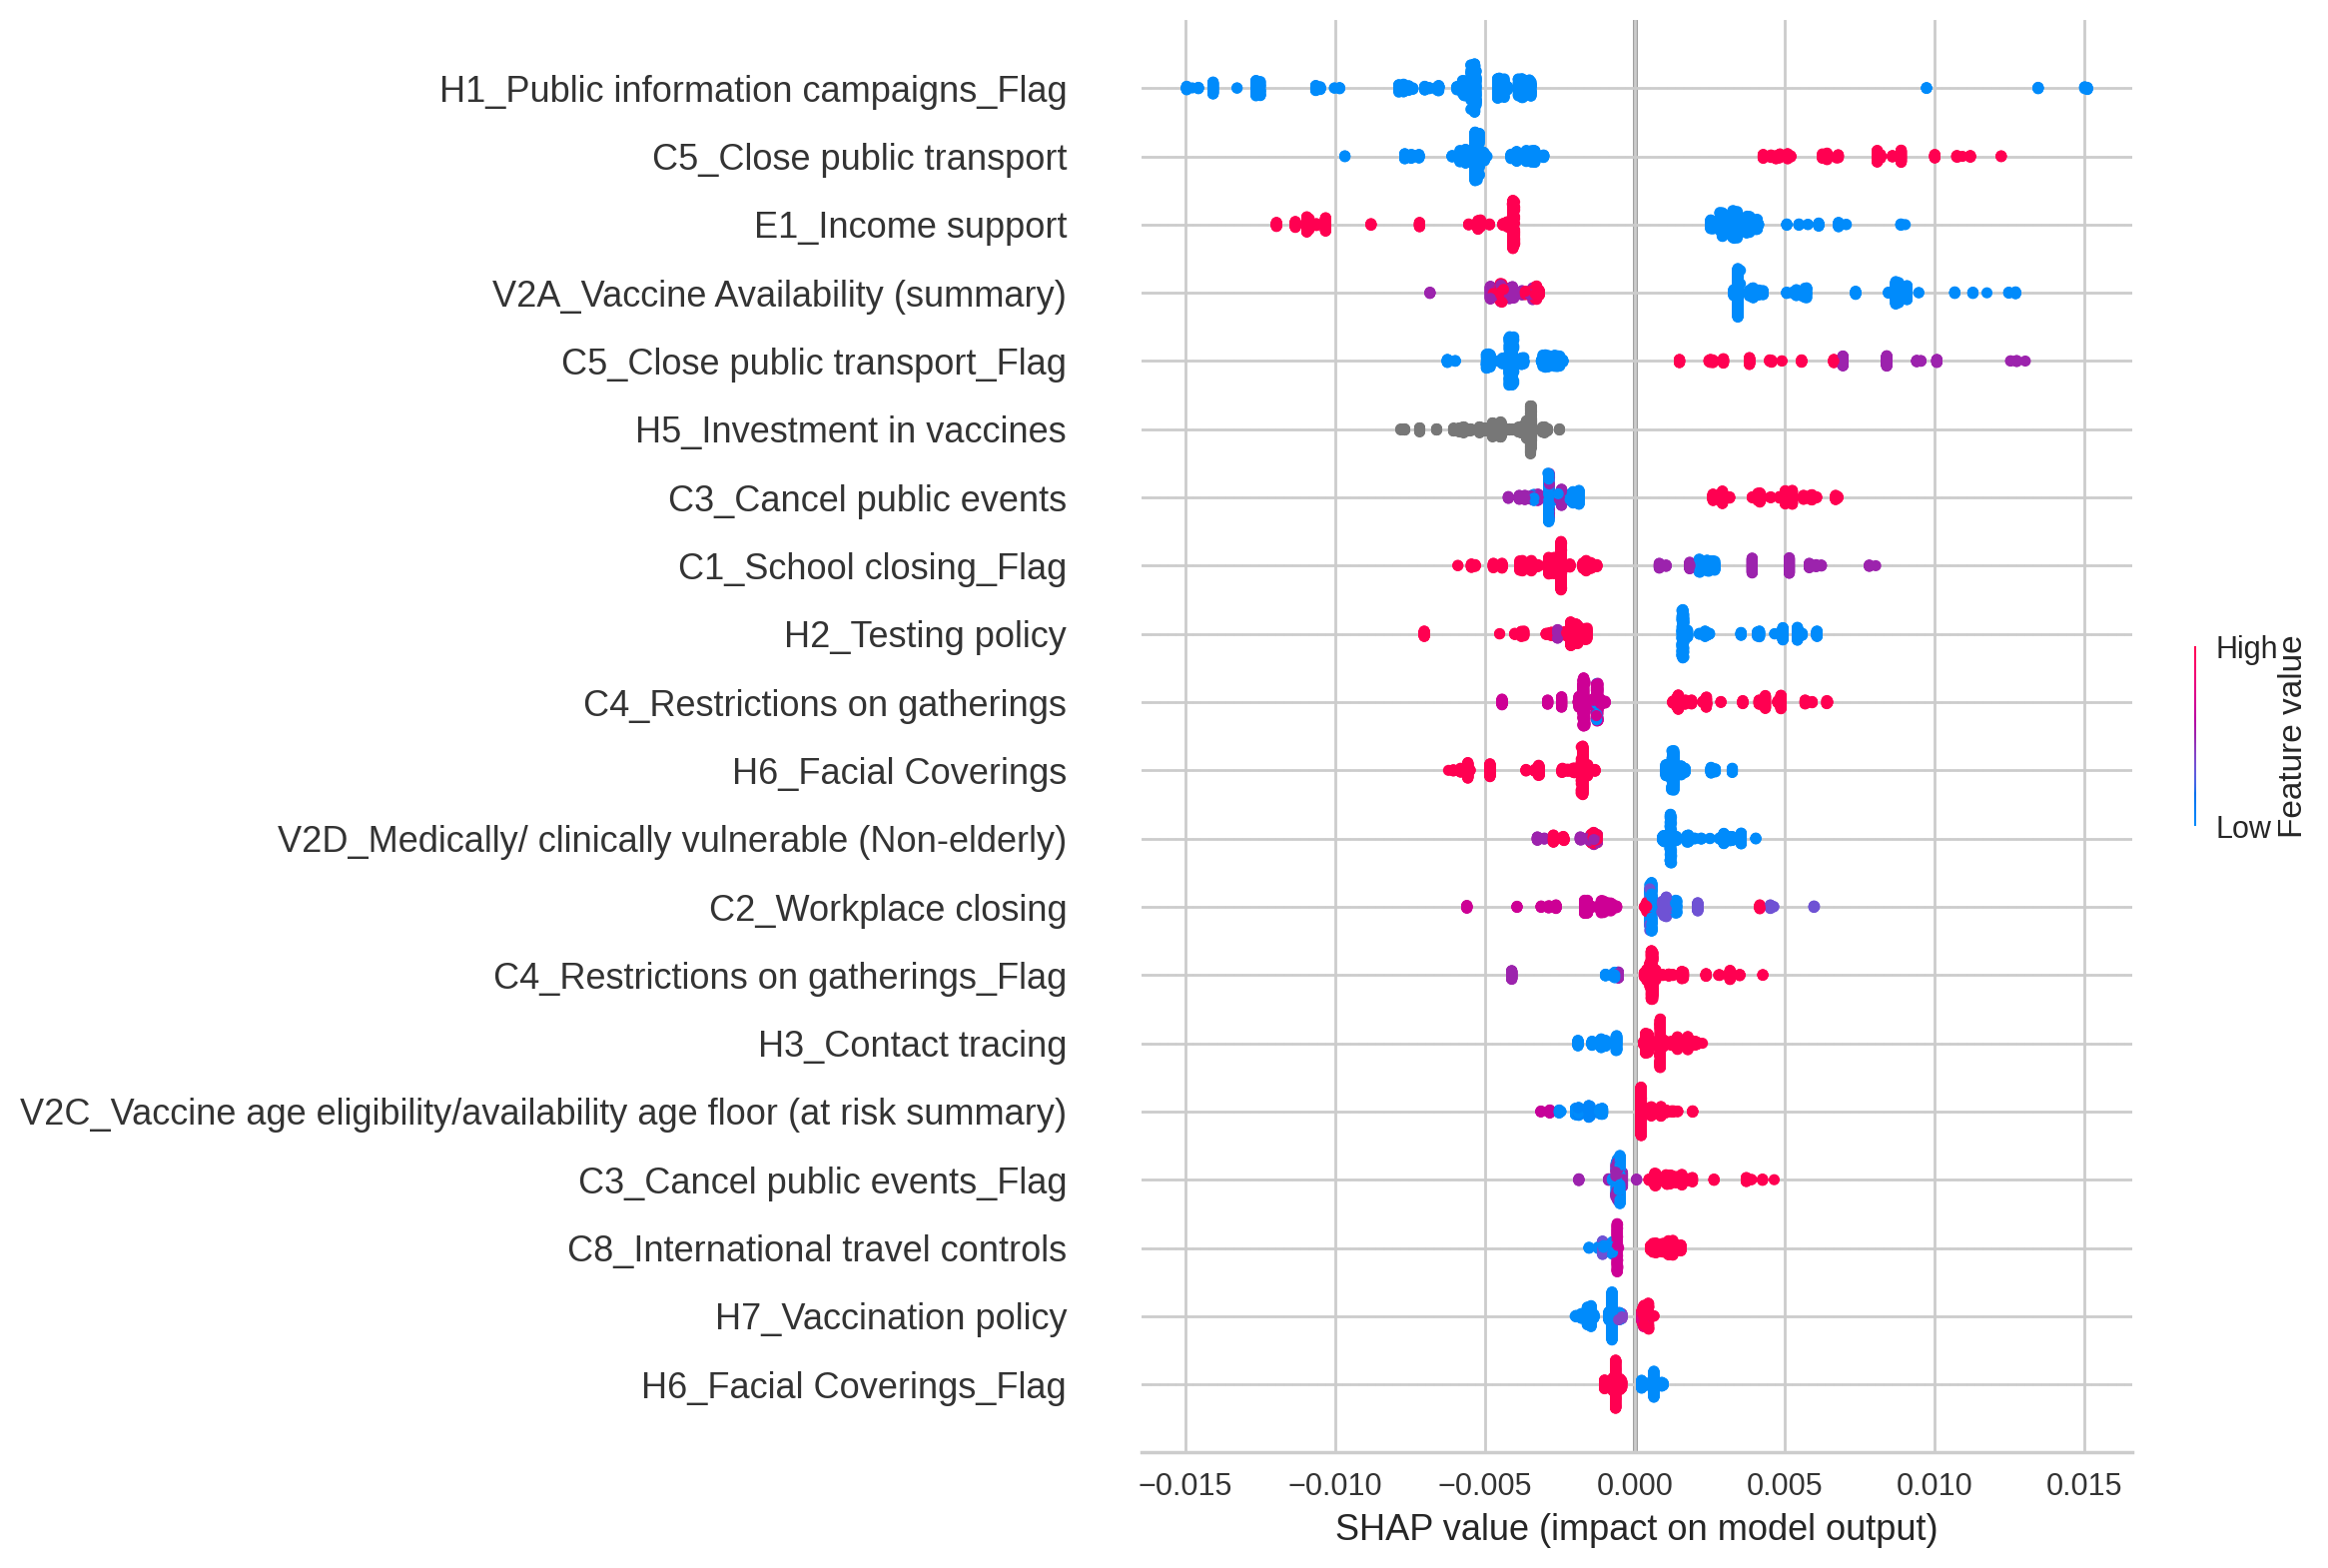 H1_Public information campaigns_Flag
C5_Close public transport
E1_Income support
V2A_Vaccine Availability (summary)
C5_Close public transport_Flag
H5_Investment in vaccines
C3_Cancel public events
C1_School closing_Flag
H2_Testing policy
C4_Restrictions on gatherings
H6_Facial Coverings
V2D_Medically/ clinically vulnerable (Non-elderly)
C2_Workplace closing
C4_Restrictions on gatherings_Flag
H3_Contact tracing
V2C_Vaccine age eligibility/availability age floor (at risk summary)
C3_Cancel public events_Flag
C8_International travel controls
H7_Vaccination policy
H6_Facial Coverings_Flag
−0.015 −0.010 −0.005 0.000 0.005 0.010 0.015
SHAP value (impact on model output)
High
Low
Feature value